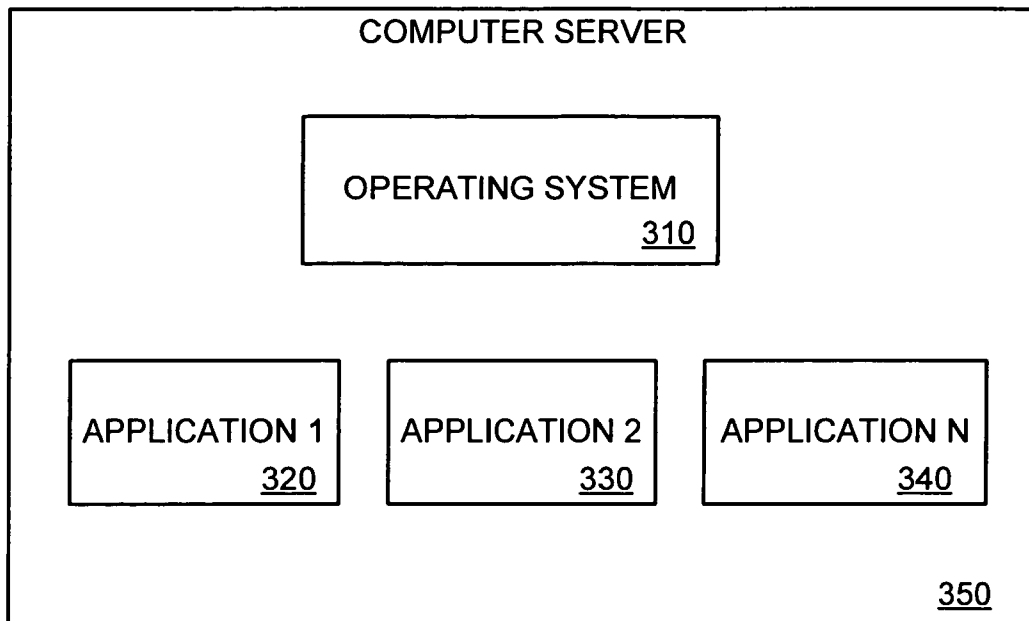 COMPUTER SERVER
OPERATING SYSTEM
310
APPLICATION 1
320
APPLICATION 2
330
APPLICATION N
340
350